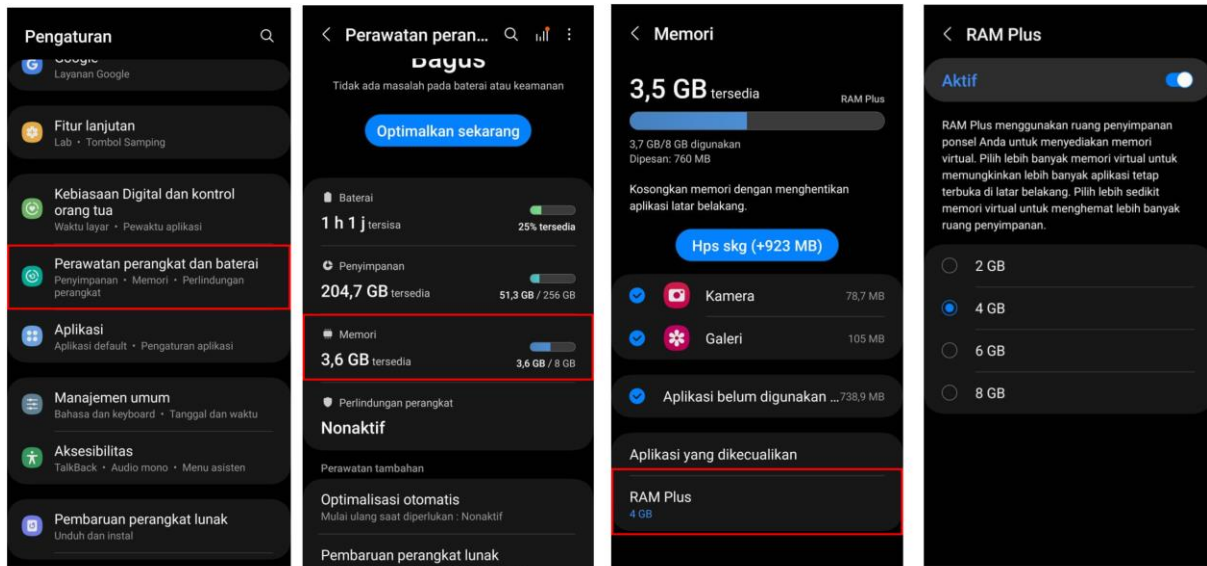 Pengaturan
Google
Layanan Google
Fitur lanjutan
Lab • Tombol Samping
Kebiasaan Digital dan kontrol
orang tua
Waktu layar • Pewaktu aplikasi
Perawatan perangkat dan baterai
Penyimpanan • Memori • Perlindungan
perangkat
Aplikasi
Aplikasi default • Pengaturan aplikasi
Manajemen umum
Bahasa dan keyboard • Tanggal dan waktu
Aksesibilitas
TalkBack • Audio mono • Menu asisten
Pembaruan perangkat lunak
Unduh dan instal
Perawatan peran...
Bagus
Tidak ada masalah pada baterai atau keamanan
Optimalkan sekarang
Baterai
1 h 1 j tersisa
25% tersedia
Penyimpanan
204,7 GB tersedia
51,3 GB / 256 GB
Memori
3,6 GB tersedia
3,6 GB / 8 GB
Perlindungan perangkat
Nonaktif
Perawatan tambahan
Optimalisasi otomatis
Mulai ulang saat diperlukan : Nonaktif
Pembaruan perangkat lunak
Memori
3,5 GB tersedia
RAM Plus
3,7 GB/8 GB digunakan
Dipesan: 760 MB
Kosongkan memori dengan menghentikan
aplikasi latar belakang.
Hps skg (+923 MB)
Kamera 78,7 MB
Galeri 105 MB
Aplikasi belum digunakan ...738,9 MB
Aplikasi yang dikecualikan
RAM Plus
4 GB
RAM Plus
Aktif
RAM Plus menggunakan ruang penyimpanan
ponsel Anda untuk menyediakan memori
virtual. Pilih lebih banyak memori virtual untuk
memungkinkan lebih banyak aplikasi tetap
terbuka di latar belakang. Pilih lebih sedikit
memori virtual untuk menghemat lebih banyak
ruang penyimpanan.
2 GB
4 GB
6 GB
8 GB